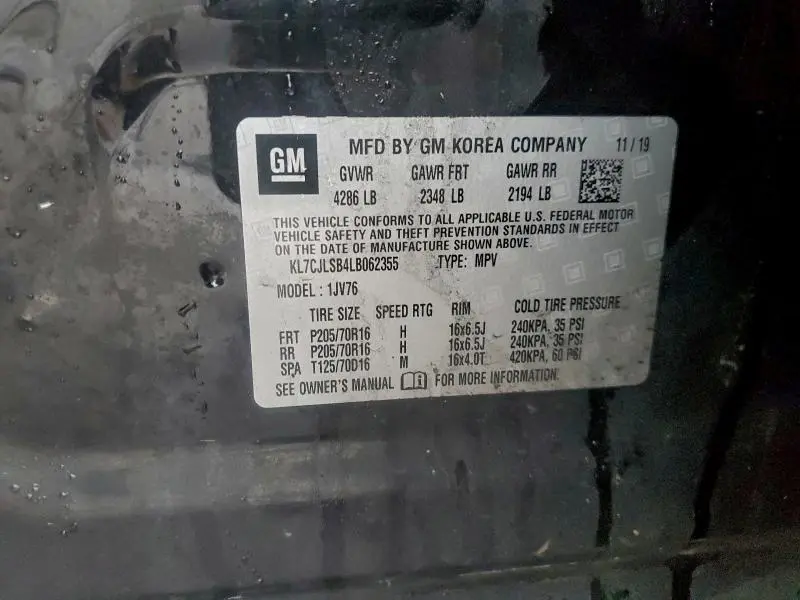 GM
MFD BY GM KOREA COMPANY 11/19
GVWR GAWR FRT GAWR RR
4286 LB 2348 LB 2194 LB
THIS VEHICLE CONFORMS TO ALL APPLICABLE U.S. FEDERAL MOTOR
VEHICLE SAFETY AND THEFT PREVENTION STANDARDS IN EFFECT
ON THE DATE OF MANUFACTURE SHOWN ABOVE.
KL7CJLSB4LB062355 TYPE: MPV
MODEL : 1JV76
TIRE SIZE SPEED RTG RIM COLD TIRE PRESSURE
FRT P205/70R16 H 16x6.5J 240KPA, 35 PSI
RR P205/70R16 H 16x6.5J 240KPA, 35 PSI
SPA T125/70D16 M 16x4.0T 420KPA, 60 PSI
SEE OWNER'S MANUAL FOR MORE INFORMATION.